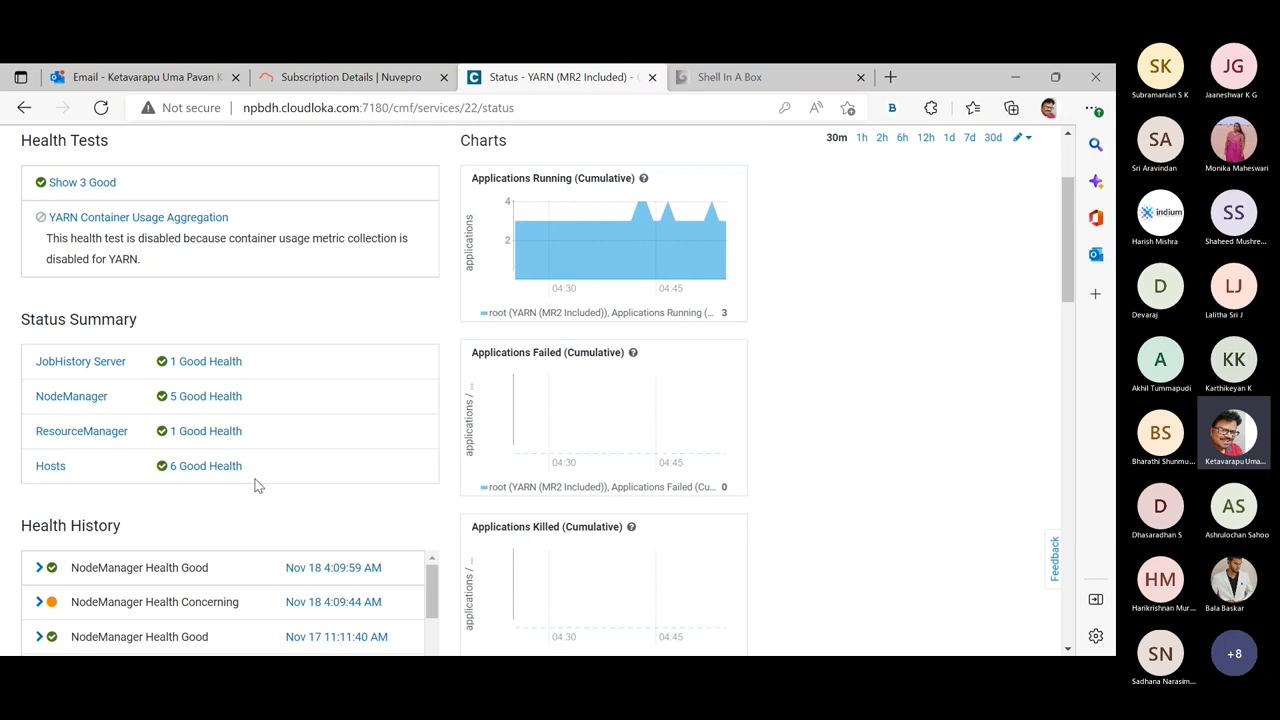 Email - Ketavarapu Uma Pavan K
Subscription Details | Nuvepro
Status - YARN (MR2 Included) -
Shell In A Box
Not secure
npbdh.cloudloka.com:7180/cmf/services/22/status
Health Tests
Show 3 Good
YARN Container Usage Aggregation
This health test is disabled because container usage metric collection is
disabled for YARN.
Status Summary
JobHistory Server 1 Good Health
NodeManager 5 Good Health
ResourceManager 1 Good Health
Hosts 6 Good Health
Health History
NodeManager Health Good Nov 18 4:09:59 AM
NodeManager Health Concerning Nov 18 4:09:44 AM
NodeManager Health Good Nov 17 11:11:40 AM
Charts
30m 1h 2h 6h 12h 1d 7d 30d
Applications Running (Cumulative)
applications
4
2
04:30 04:45
root (YARN (MR2 Included)), Applications Running (... 3
Applications Failed (Cumulative)
applications / ...
04:30 04:45
root (YARN (MR2 Included)), Applications Failed (Cu... 0
Applications Killed (Cumulative)
applications / ...
04:30 04:45
Feedback
SK JG
Subramanian S K Jaaneshwar K G
SA
Sri Aravindan Monika Maheswari
indium SS
Harish Mishra Shaheed Mushre...
D LJ
Devaraj Lalitha Sri J
A KK
Akhil Tummapudi Karthikeyan K
BS
Bharathi Shunmu... Ketavarapu Uma...
D AS
Dhasaradhan S Ashrulochan Sahoo
HM
Harikrishnan Mur... Bala Baskar
SN +8
Sadhana Narasim...